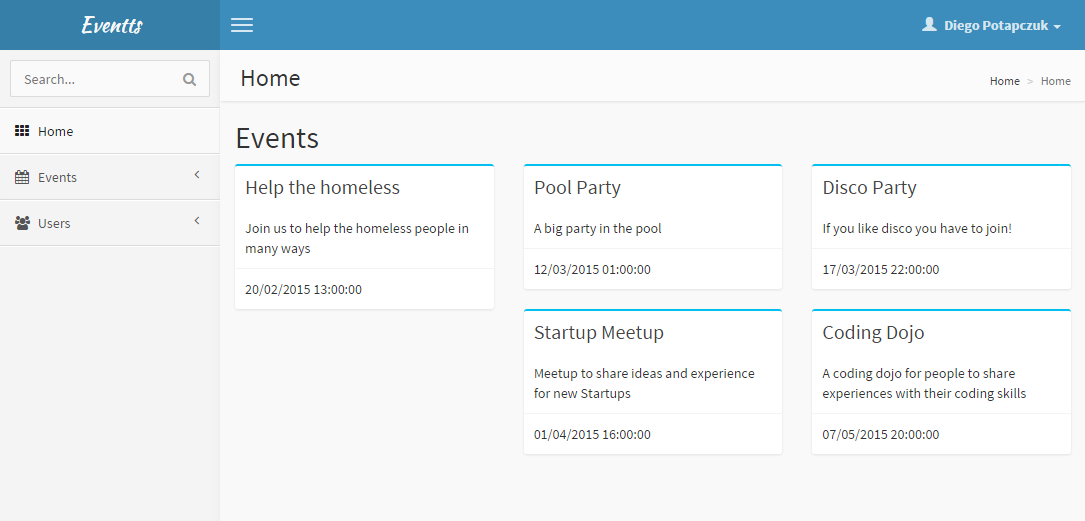 Eventts
Diego Potapczuk
Search...
Home
Events
Users
Home
Home > Home
Events
Help the homeless
Join us to help the homeless people in
many ways
20/02/2015 13:00:00
Pool Party
A big party in the pool
12/03/2015 01:00:00
Disco Party
If you like disco you have to join!
17/03/2015 22:00:00
Startup Meetup
Meetup to share ideas and experience
for new Startups
01/04/2015 16:00:00
Coding Dojo
A coding dojo for people to share
experiences with their coding skills
07/05/2015 20:00:00